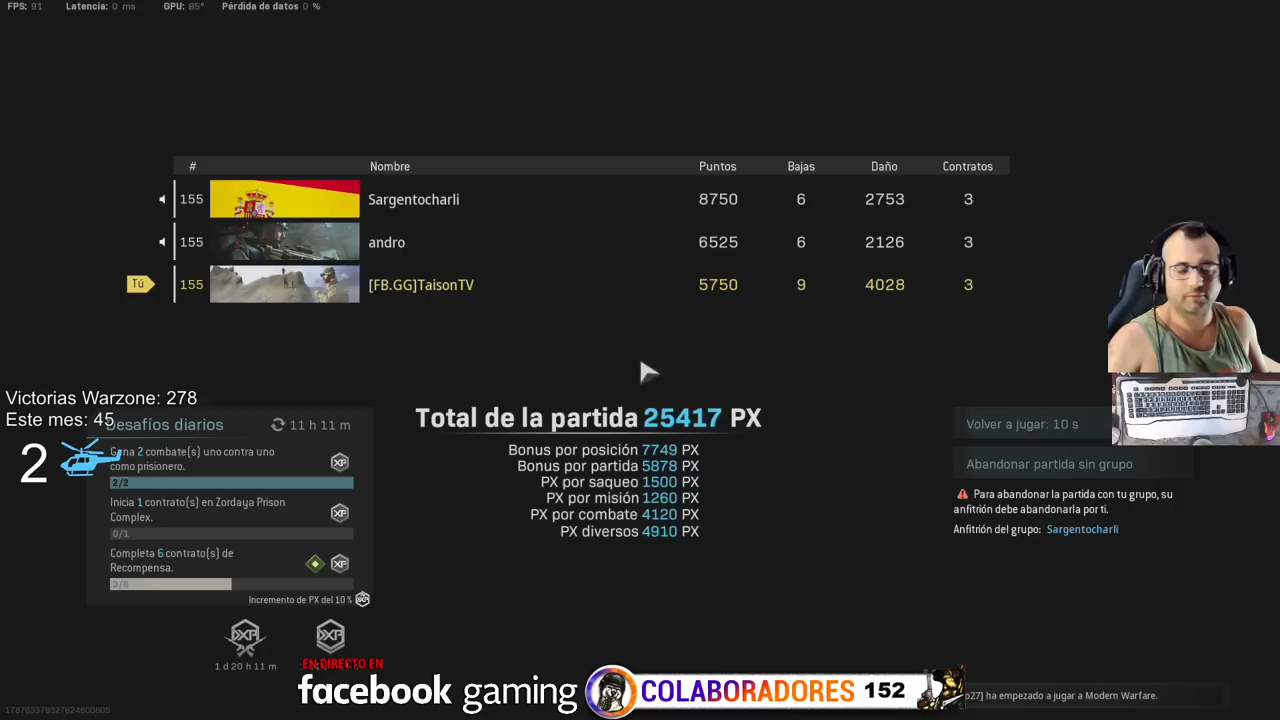 FPS: 91 Latencia: 0 ms GPU: 85° Pérdida de datos 0 %
# Nombre Puntos Bajas Daño Contratos
155 Sargentocharli 8750 6 2753 3
155 andro 6525 6 2126 3
Tú 155 [FB.GG]TaisonTV 5750 9 4028 3
Victorias Warzone: 278
Este mes: 45
2
Desafíos diarios 11 h 11 m
Gana 2 combate(s) uno contra uno
como prisionero.
2/2
Inicia 1 contrato(s) en Zordaya Prison
Complex.
0/1
Completa 6 contrato(s) de
Recompensa.
3/6
Incremento de PX del 10 %
1 d 20 h 11 m
Total de la partida 25417 PX
Bonus por posición 7749 PX
Bonus por partida 5878 PX
PX por saqueo 1500 PX
PX por misión 1260 PX
PX por combate 4120 PX
PX diversos 4910 PX
Volver a jugar: 10 s
Abandonar partida sin grupo
Para abandonar la partida con tu grupo, su
anfitrión debe abandonarla por ti.
Anfitrión del grupo: Sargentocharli
EN DIRECTO EN
facebook gaming
COLABORADORES 152
o27] ha empezado a jugar a Modern Warfare.